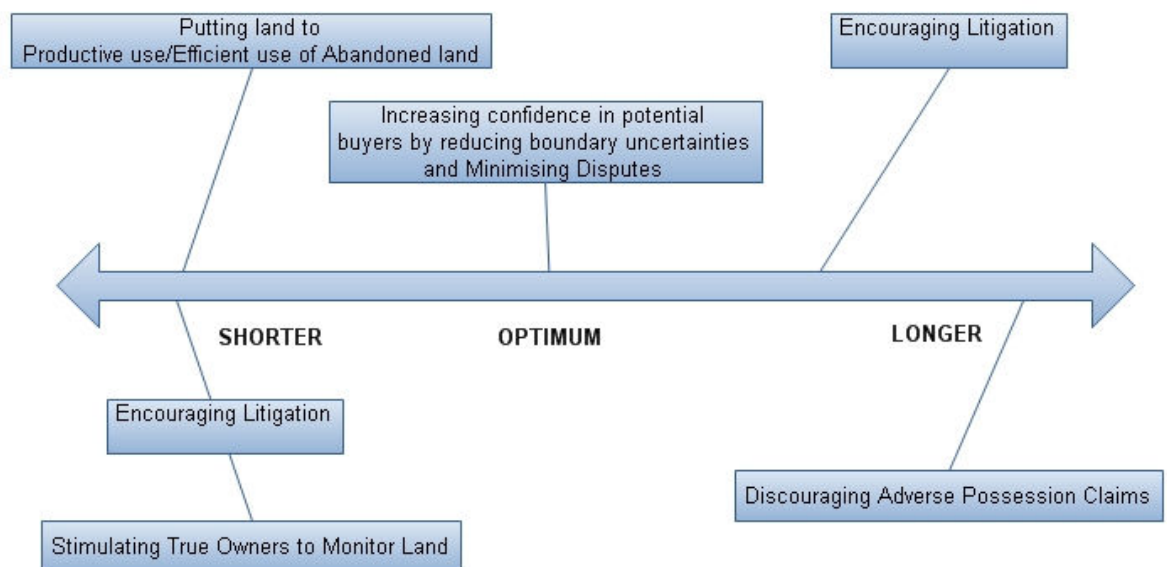 Putting land to
Productive use/Efficient use of Abandoned land
Encouraging Litigation
Increasing confidence in potential
buyers by reducing boundary uncertainties
and Minimising Disputes
SHORTER
OPTIMUM
LONGER
Encouraging Litigation
Discouraging Adverse Possession Claims
Stimulating True Owners to Monitor Land